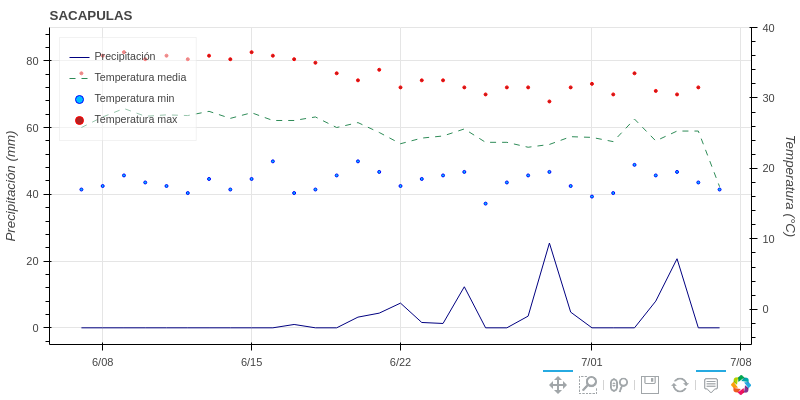 SACAPULAS
Precipitación
Temperatura media
Temperatura min
Temperatura max
Precipitación (mm)
80
60
40
20
0
Temperatura (°C)
40
30
20
10
0
6/08
6/15
6/22
7/01
7/08